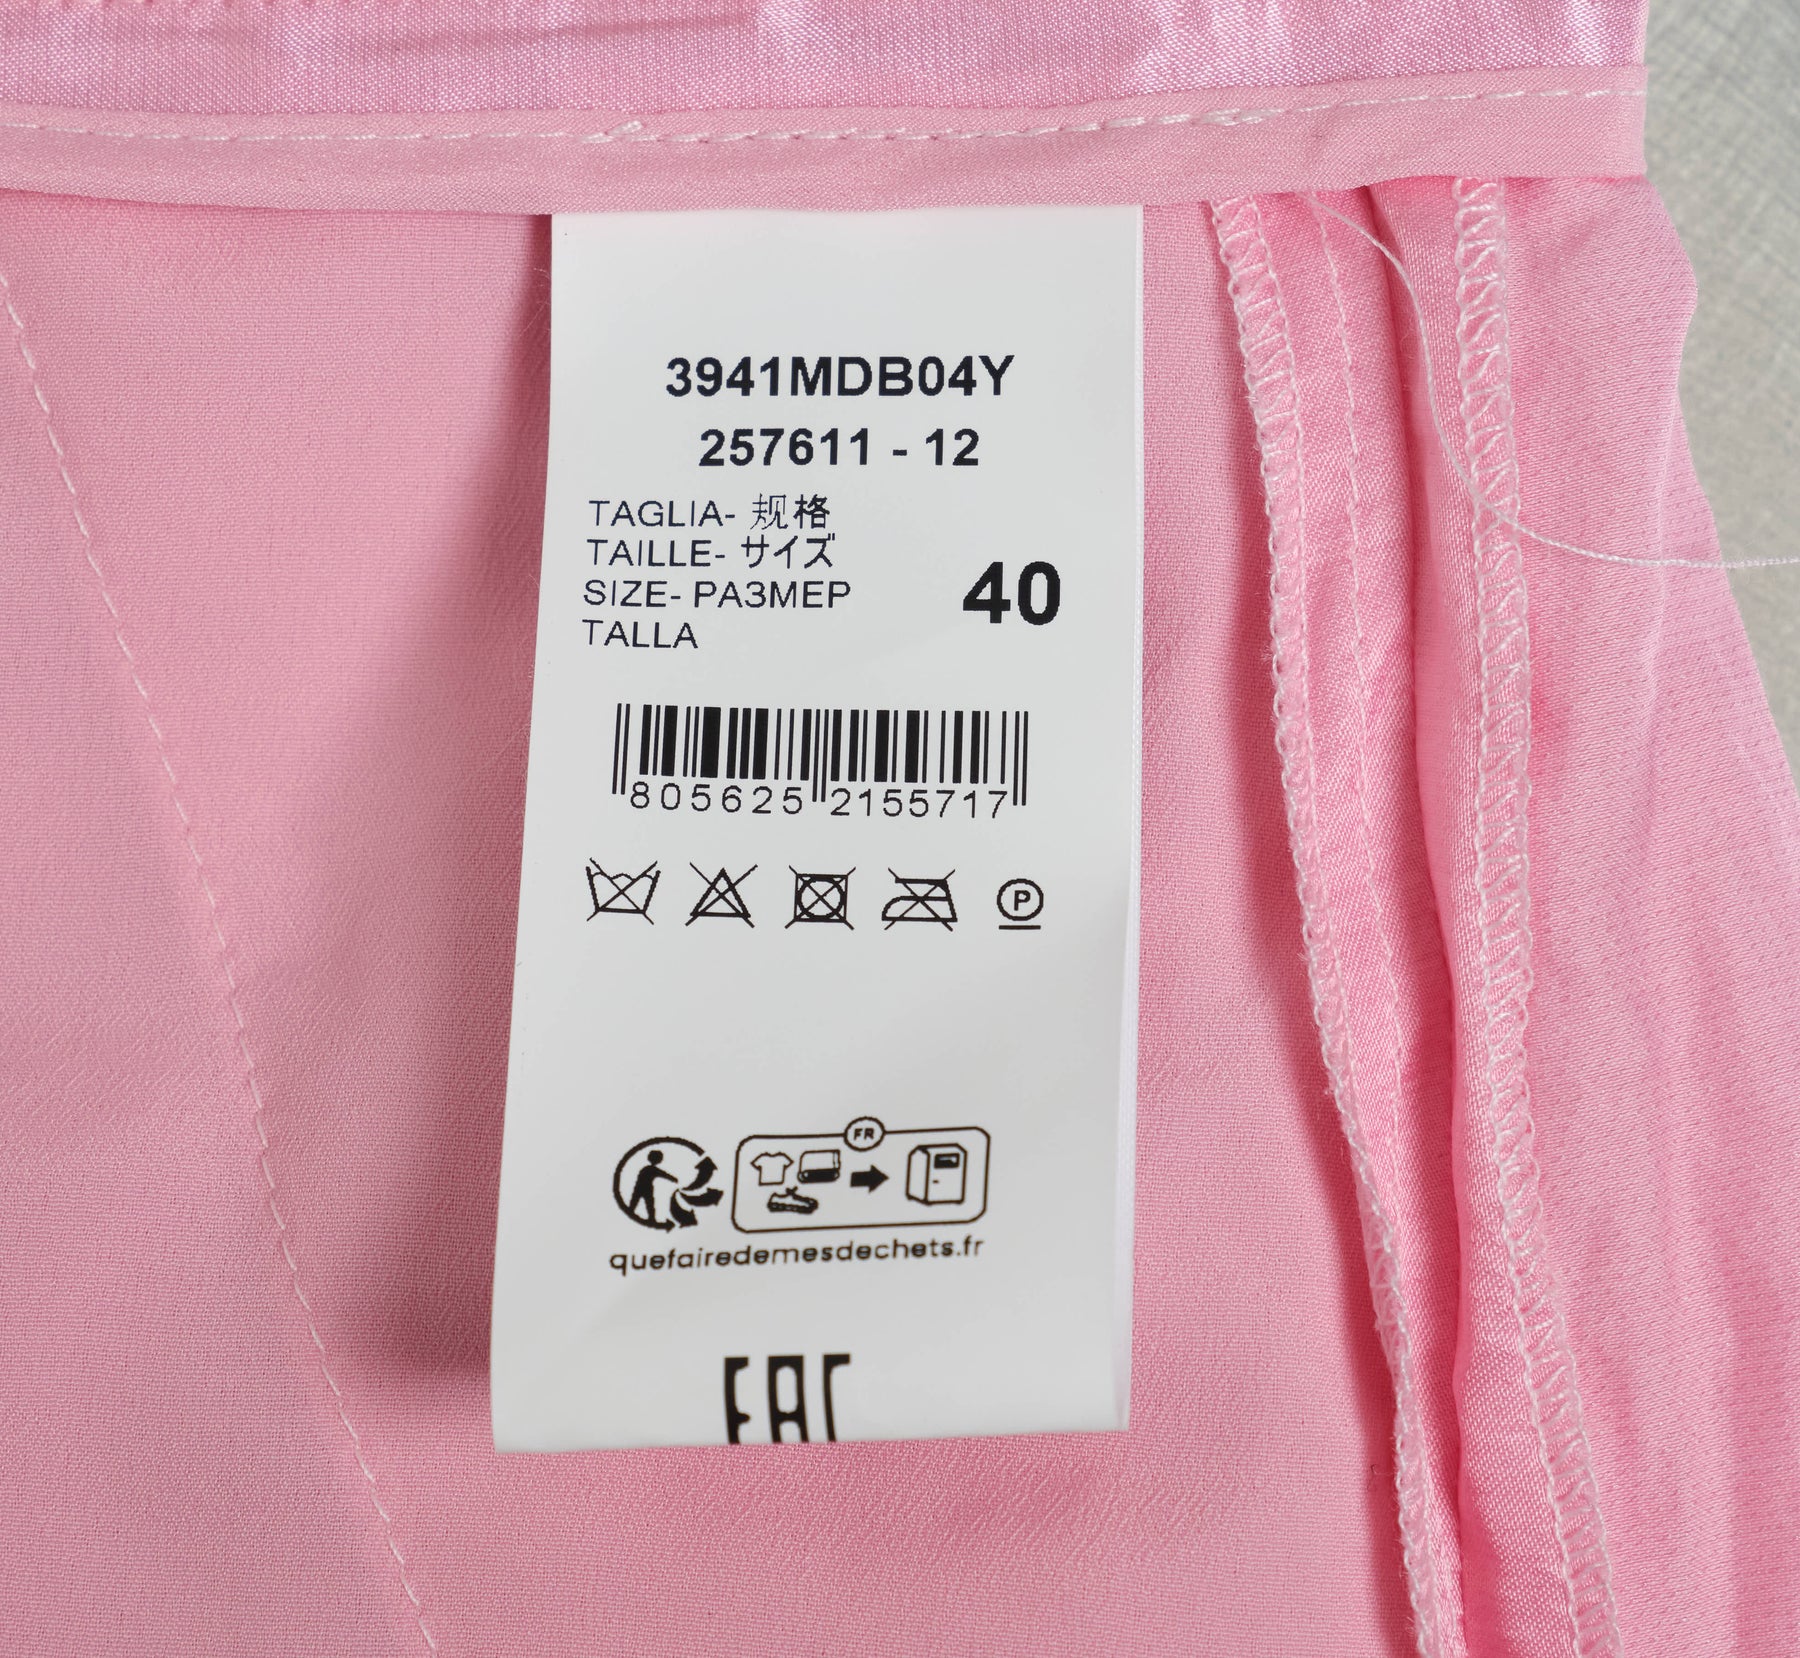 3941MDB04Y
257611 - 12
TAGLIA- 规格
TAILLE- サイズ
SIZE- РАЗМЕР
TALLA
40
805625 2155717
P
FR
quefairedemesdechets.fr
EAC